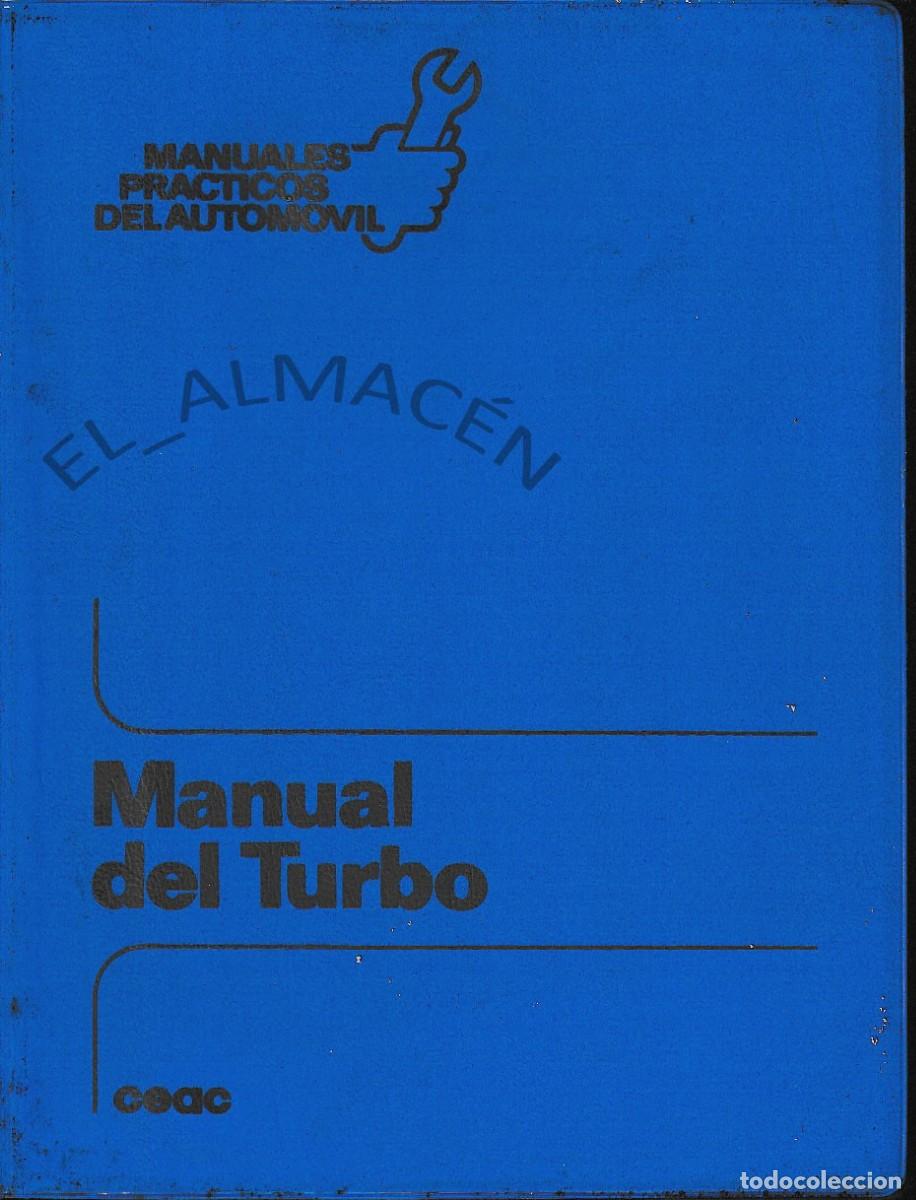 MANUALES
PRACTICOS
DEL AUTOMOVIL
EL_ALMACÉN
Manual
del Turbo
ceac
todocoleccion